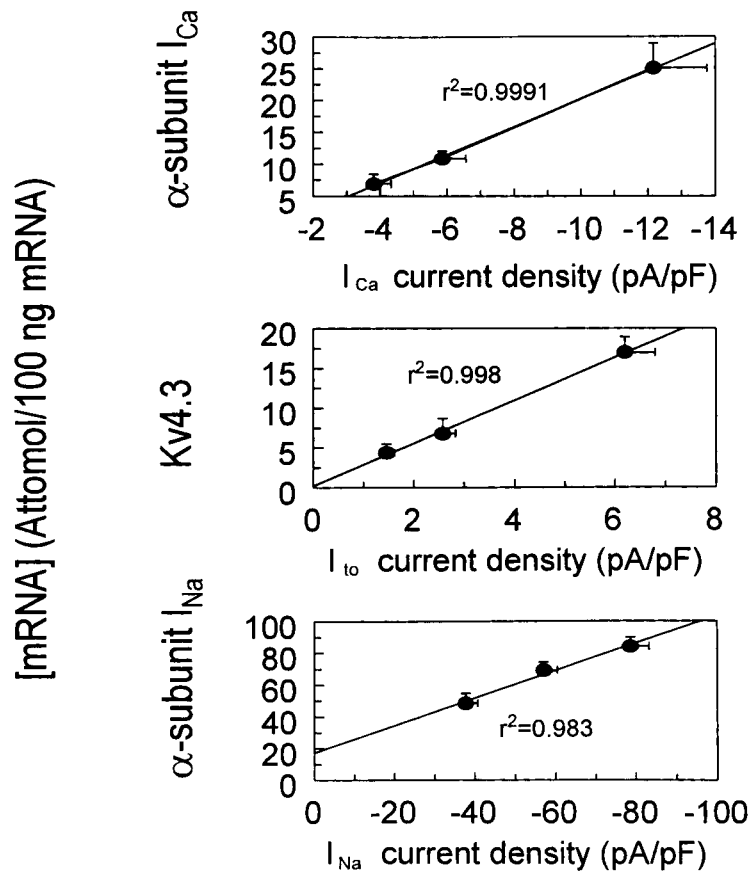 [mRNA] (Attomol/100 ng mRNA)
α-subunit I Ca
30
25
20
15
10
5
r²=0.9991
-2 -4 -6 -8 -10 -12 -14
I Ca current density (pA/pF)
Kv4.3
20
15
10
5
0
r²=0.998
0 2 4 6 8
I to current density (pA/pF)
α-subunit I Na
100
80
60
40
20
0
r²=0.983
0 -20 -40 -60 -80 -100
I Na current density (pA/pF)